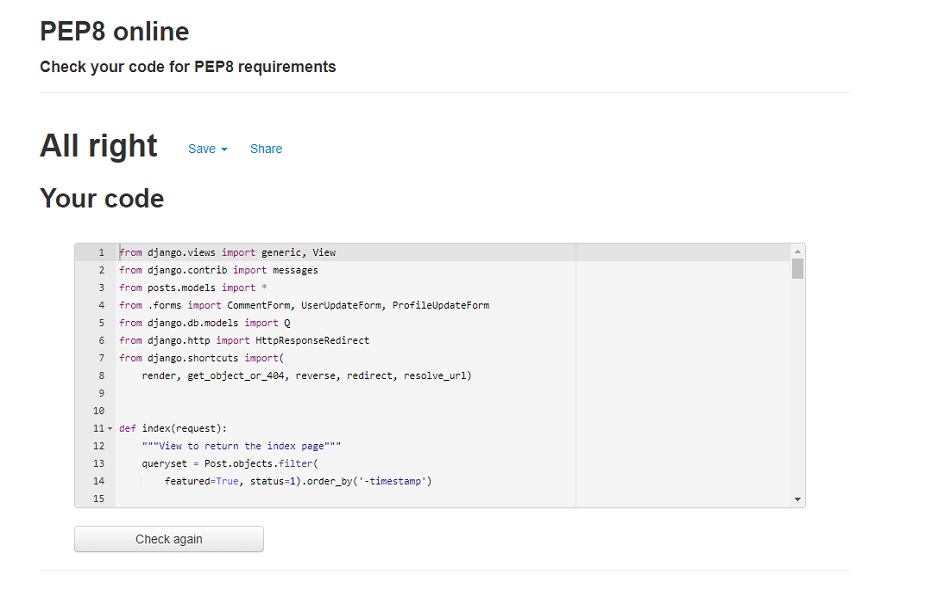 PEP8 online
Check your code for PEP8 requirements
All right Save Share
Your code
1 from django.views import generic, View
2 from django.contrib import messages
3 from posts.models import *
4 from .forms import CommentForm, UserUpdateForm, ProfileUpdateForm
5 from django.db.models import Q
6 from django.http import HttpResponseRedirect
7 from django.shortcuts import(
8     render, get_object_or_404, reverse, redirect, resolve_url)
9
10
11 def index(request):
12     """View to return the index page"""
13     queryset = Post.objects.filter(
14         featured=True, status=1).order_by('-timestamp')
15
Check again